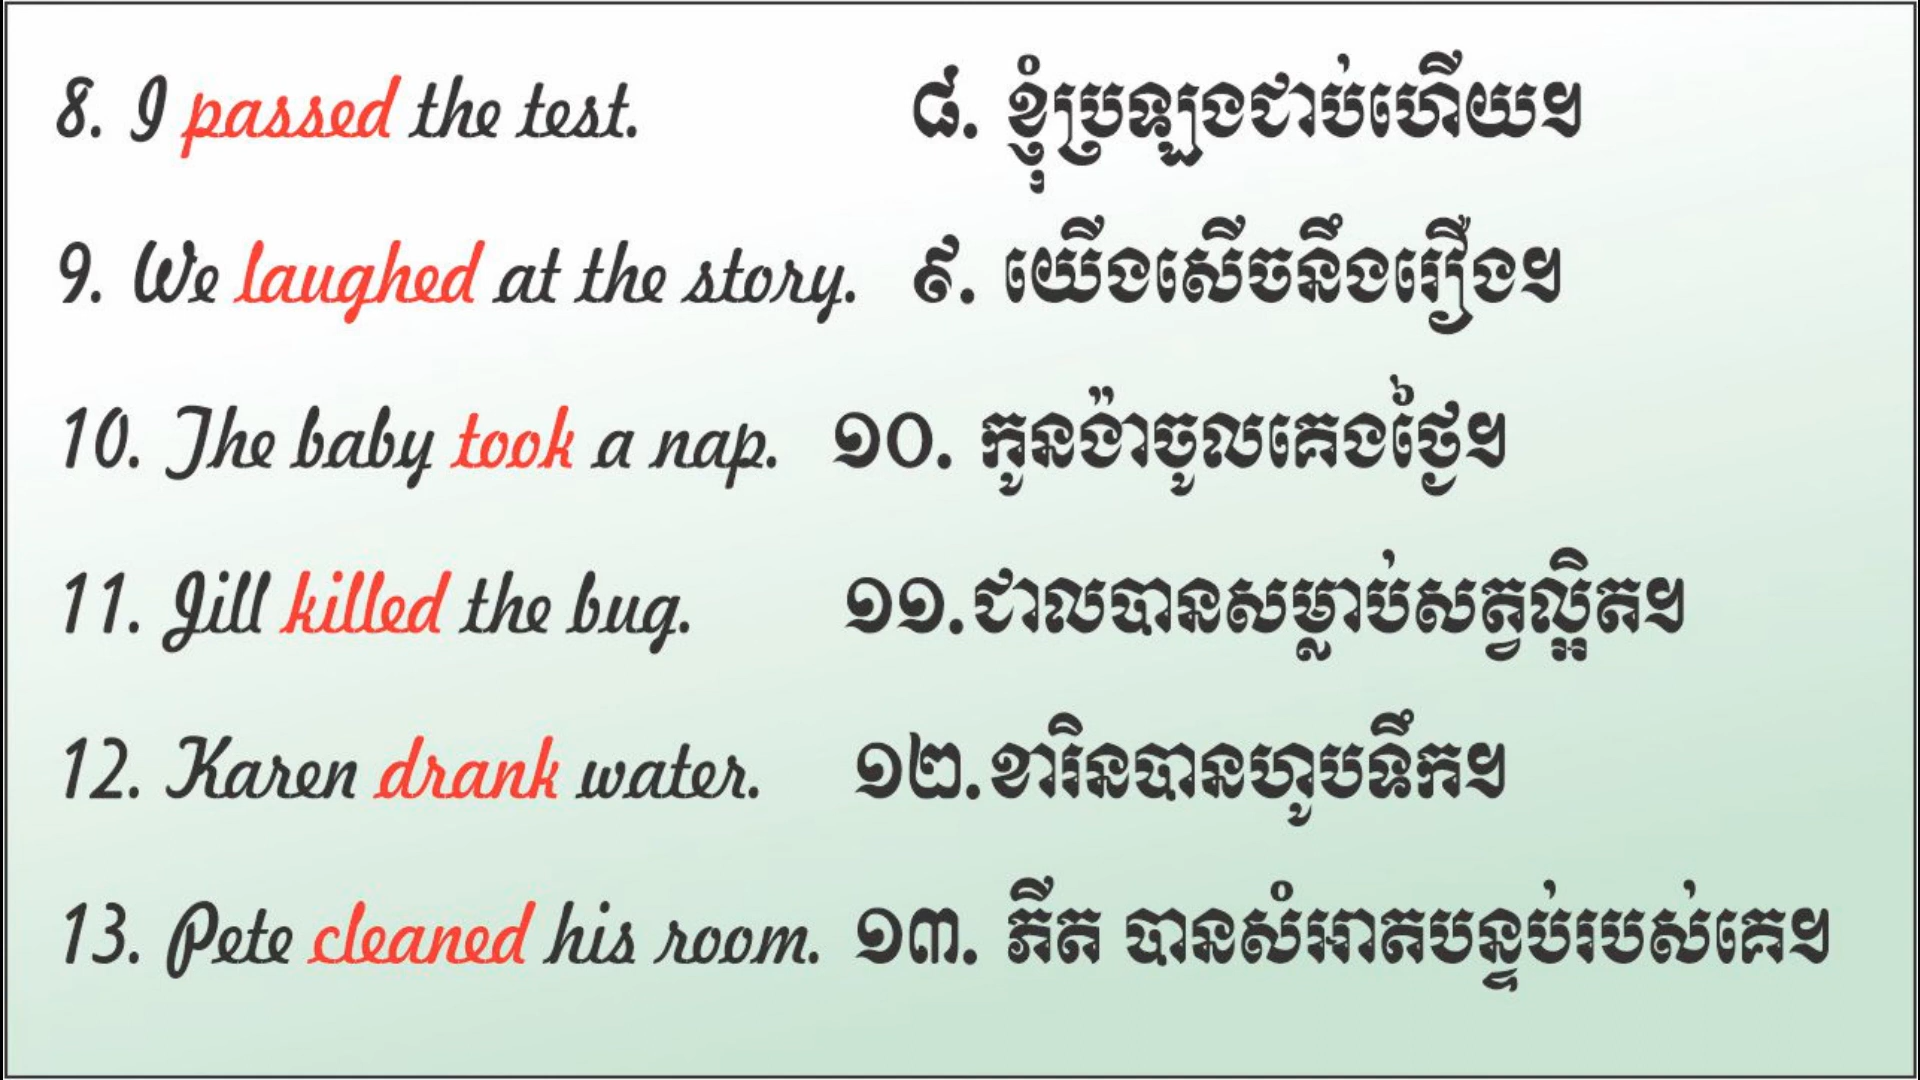 8. I passed the test. ៨. ខ្ញុំប្រឡងជាប់ហើយ។
9. We laughed at the story. ៩. យើងសើចនឹងរឿង។
10. The baby took a nap. ១០. កូនង៉ាចូលគេងថ្ងៃ។
11. Jill killed the bug. ១១.ជាលបានសម្លាប់សត្វល្អិត។
12. Karen drank water. ១២.ខារិនបានហូបទឹក។
13. Pete cleaned his room. ១៣. ភីត បានសំអាតបន្ទប់របស់គេ។